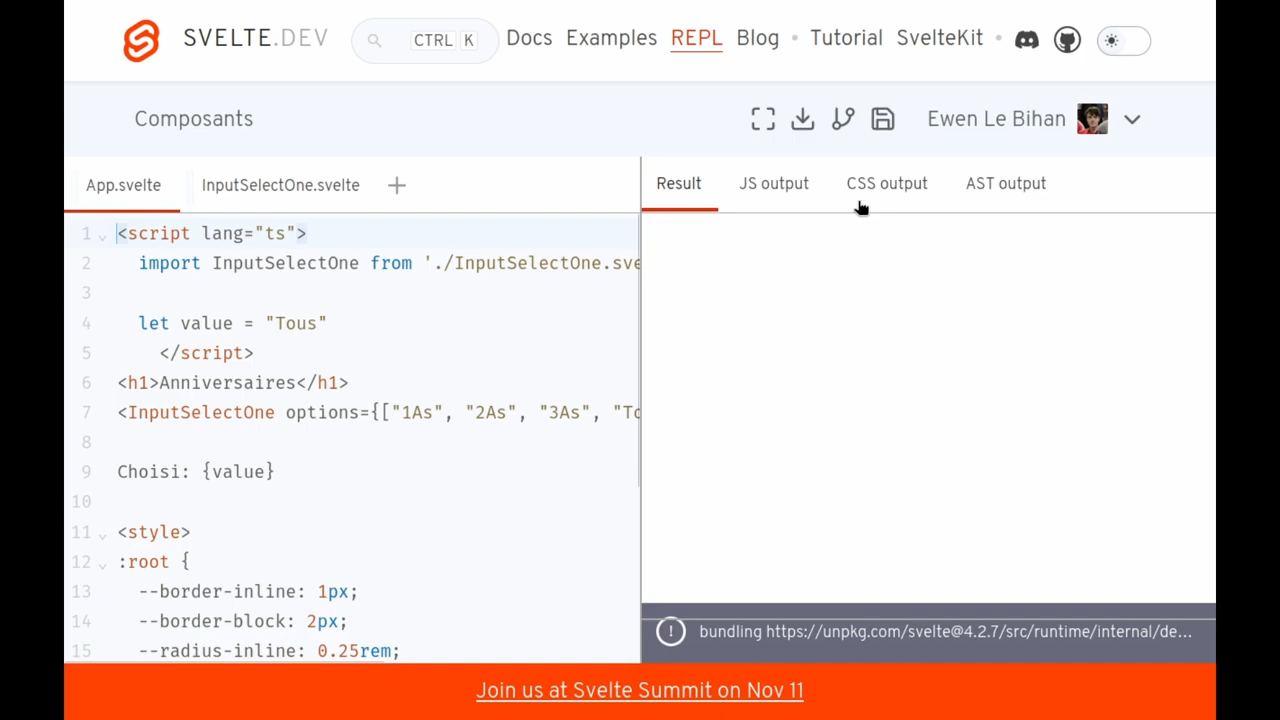 SVELTE.DEV CTRL K Docs Examples REPL Blog • Tutorial SvelteKit •
Composants Ewen Le Bihan
App.svelte InputSelectOne.svelte +
Result JS output CSS output AST output
1 <script lang="ts">
2 import InputSelectOne from './InputSelectOne.sve
3
4 let value = "Tous"
5 </script>
6 <h1>Anniversaires</h1>
7 <InputSelectOne options={["1As", "2As", "3As", "To
8
9 Choisi: {value}
10
11 <style>
12 :root {
13 --border-inline: 1px;
14 --border-block: 2px;
15 --radius-inline: 0.25rem;
! bundling https://unpkg.com/svelte@4.2.7/src/runtime/internal/de...
Join us at Svelte Summit on Nov 11